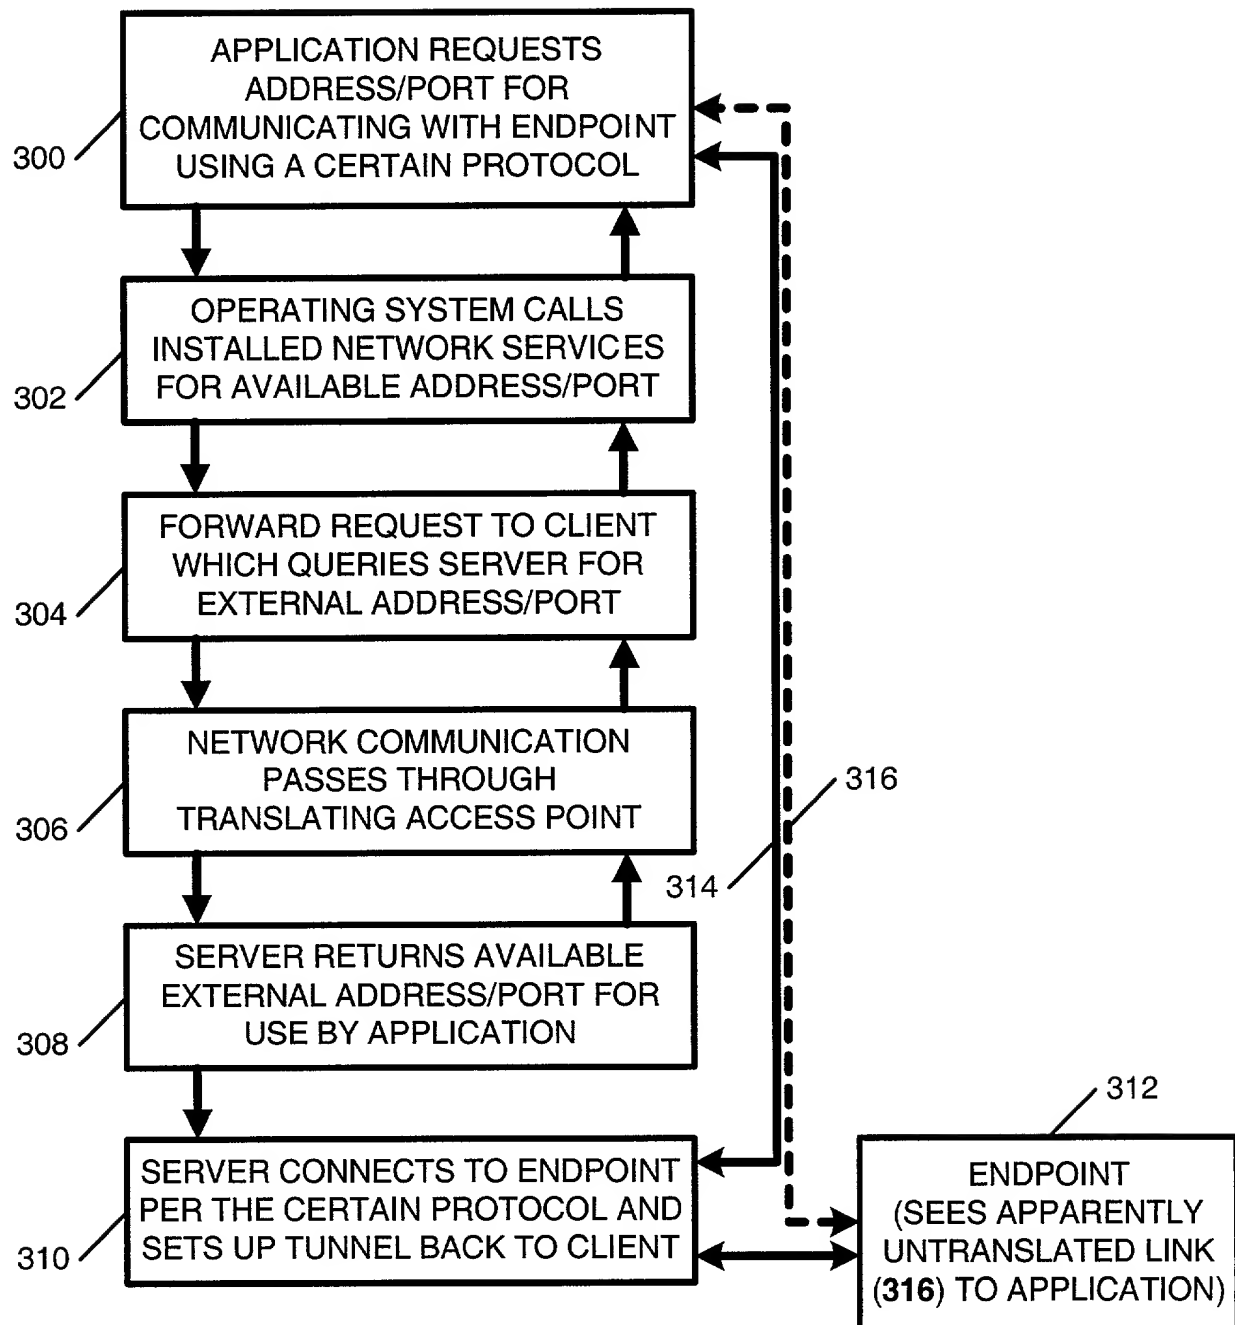 APPLICATION REQUESTS
ADDRESS/PORT FOR
COMMUNICATING WITH ENDPOINT
USING A CERTAIN PROTOCOL
300
OPERATING SYSTEM CALLS
INSTALLED NETWORK SERVICES
FOR AVAILABLE ADDRESS/PORT
302
FORWARD REQUEST TO CLIENT
WHICH QUERIES SERVER FOR
EXTERNAL ADDRESS/PORT
304
NETWORK COMMUNICATION
PASSES THROUGH
TRANSLATING ACCESS POINT
306
316
314
SERVER RETURNS AVAILABLE
EXTERNAL ADDRESS/PORT FOR
USE BY APPLICATION
308
SERVER CONNECTS TO ENDPOINT
PER THE CERTAIN PROTOCOL AND
SETS UP TUNNEL BACK TO CLIENT
310
312
ENDPOINT
(SEES APPARENTLY
UNTRANSLATED LINK
(316) TO APPLICATION)